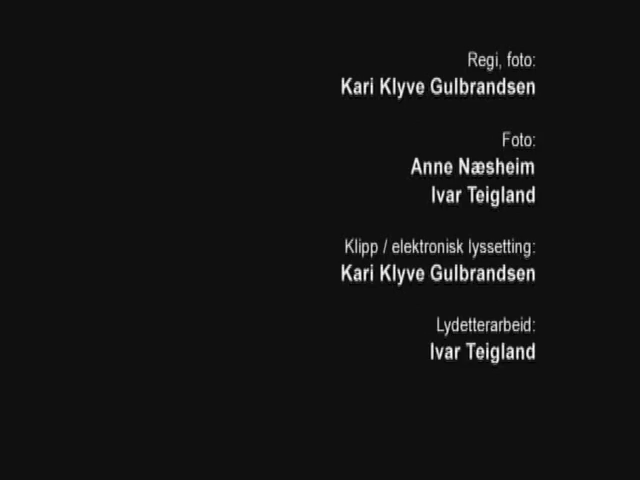 Regi, foto:
Kari Klyve Gulbrandsen
Foto:
Anne Næsheim
Ivar Teigland
Klipp / elektronisk lyssetting:
Kari Klyve Gulbrandsen
Lydetterarbeid:
Ivar Teigland